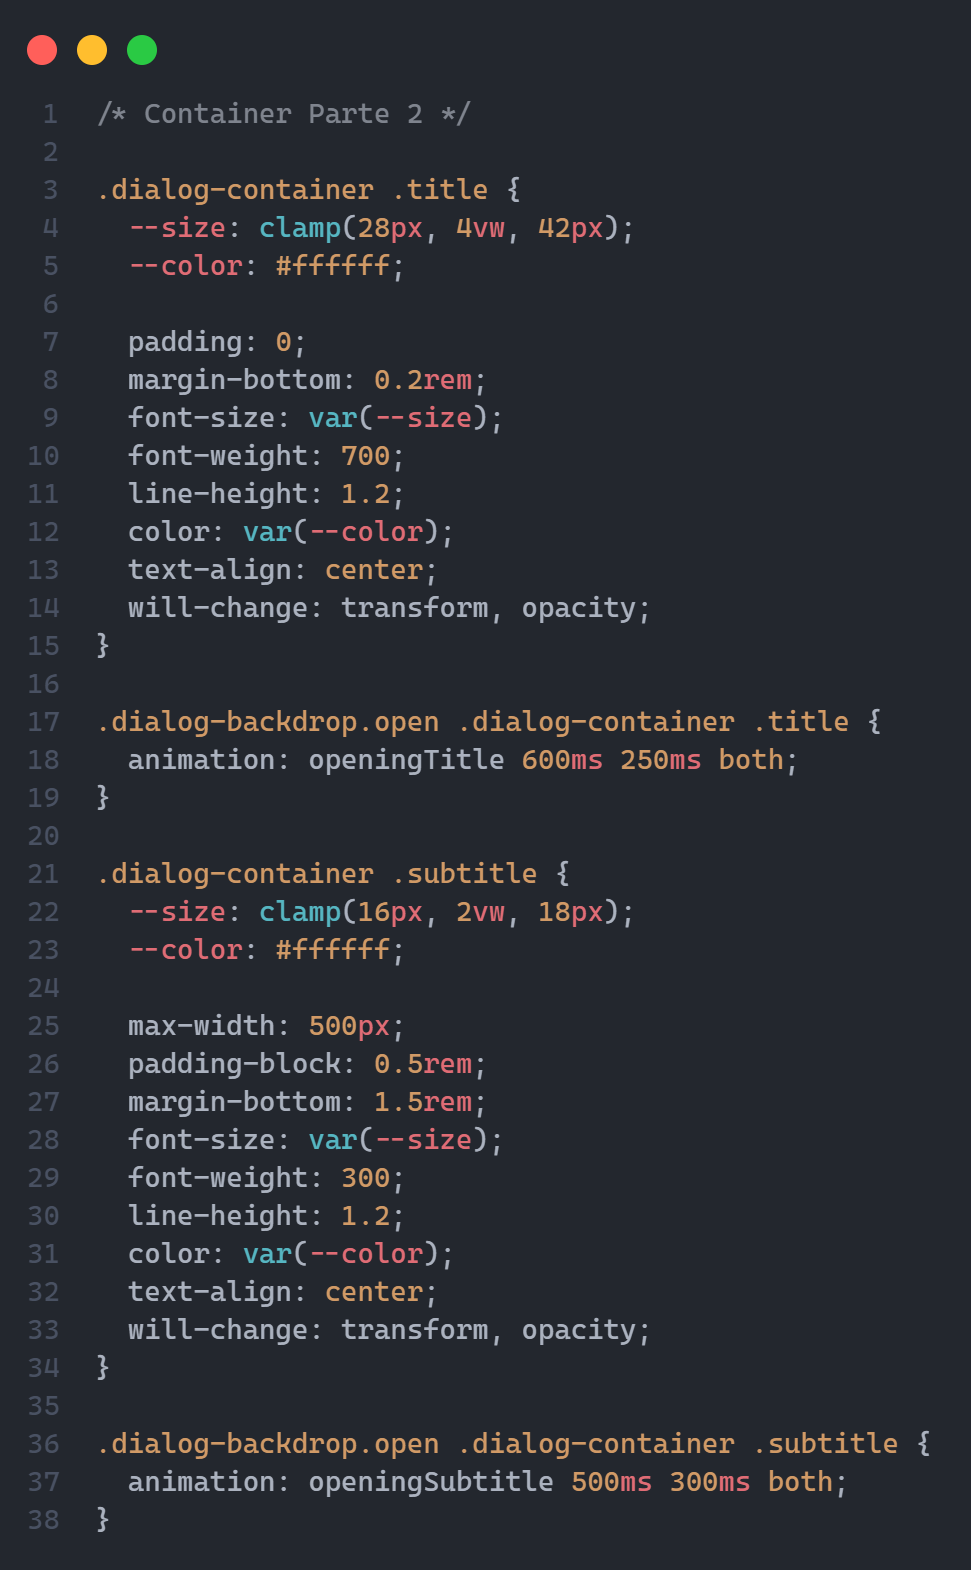 1 /* Container Parte 2 */
2
3 .dialog-container .title {
4   --size: clamp(28px, 4vw, 42px);
5   --color: #ffffff;
6
7   padding: 0;
8   margin-bottom: 0.2rem;
9   font-size: var(--size);
10   font-weight: 700;
11   line-height: 1.2;
12   color: var(--color);
13   text-align: center;
14   will-change: transform, opacity;
15 }
16
17 .dialog-backdrop.open .dialog-container .title {
18   animation: openingTitle 600ms 250ms both;
19 }
20
21 .dialog-container .subtitle {
22   --size: clamp(16px, 2vw, 18px);
23   --color: #ffffff;
24
25   max-width: 500px;
26   padding-block: 0.5rem;
27   margin-bottom: 1.5rem;
28   font-size: var(--size);
29   font-weight: 300;
30   line-height: 1.2;
31   color: var(--color);
32   text-align: center;
33   will-change: transform, opacity;
34 }
35
36 .dialog-backdrop.open .dialog-container .subtitle {
37   animation: openingSubtitle 500ms 300ms both;
38 }